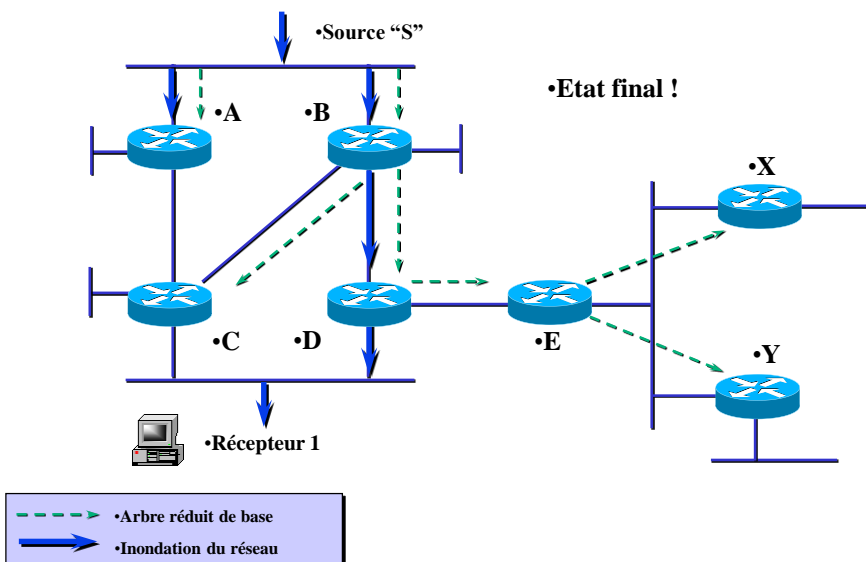 •Source “S”
•Etat final !
•A
•B
•X
•C
•D
•E
•Y
•Récepteur 1
•Arbre réduit de base
•Inondation du réseau